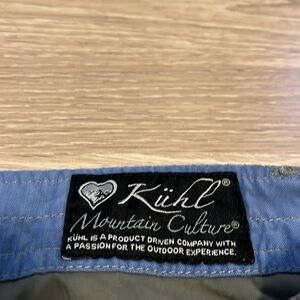 Kühl®
Mountain Culture®
KÜHL IS A PRODUCT DRIVEN COMPANY WITH
A PASSION FOR THE OUTDOOR EXPERIENCE.